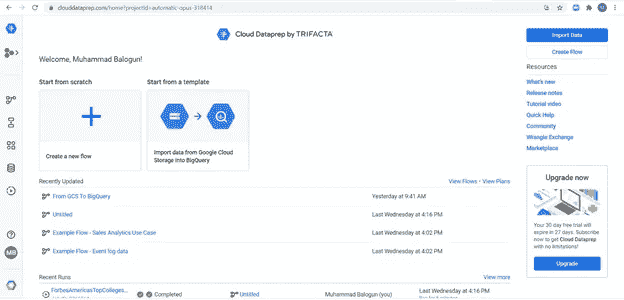 clouddataprep.com/home?projectId=automatic-opus-318414
Cloud Dataprep by TRIFACTA
Import Data
Create Flow
Welcome, Muhammad Balogun!
Resources
What's new
Release notes
Tutorial video
Quick Help
Community
Wrangle Exchange
Marketplace
Start from scratch
Start from a template
Create a new flow
Import data from Google Cloud
Storage into BigQuery
Recently Updated
View Flows • View Plans
From GCS To BigQuery
Yesterday at 9:41 AM
Untitled
Last Wednesday at 4:16 PM
Example Flow - Sales Analytics Use Case
Last Wednesday at 4:02 PM
Example Flow - Event log data
Last Wednesday at 4:02 PM
Upgrade now
Your 30 day free trial will
expire in 27 days. Subscribe
now to get Cloud Dataprep
with no limitations!
Upgrade
MB
Recent Runs
View more
ForbesAmericasTopColleges...
Completed
Untitled
Muhammad Balogun (you)
Last Wednesday at 4:16 PM